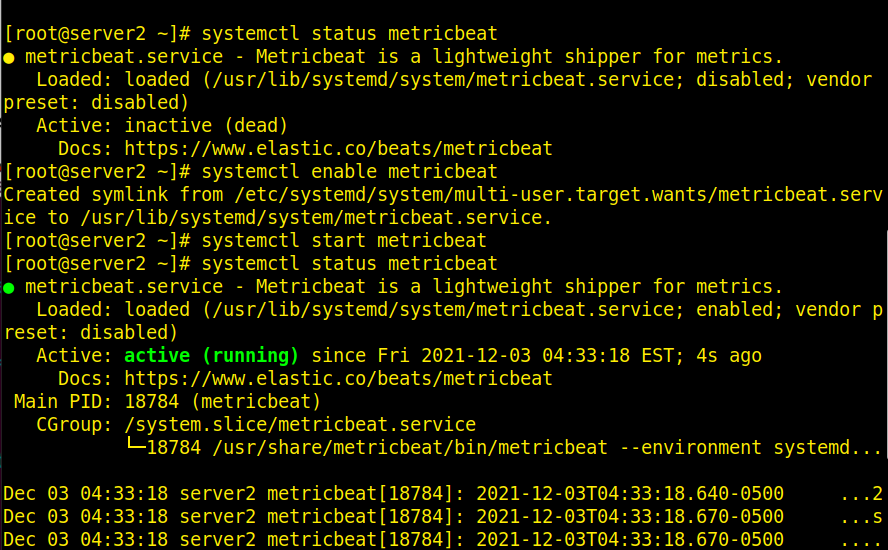 [root@server2 ~]# systemctl status metricbeat
● metricbeat.service - Metricbeat is a lightweight shipper for metrics.
   Loaded: loaded (/usr/lib/systemd/system/metricbeat.service; disabled; vendor
preset: disabled)
   Active: inactive (dead)
     Docs: https://www.elastic.co/beats/metricbeat
[root@server2 ~]# systemctl enable metricbeat
Created symlink from /etc/systemd/system/multi-user.target.wants/metricbeat.serv
ice to /usr/lib/systemd/system/metricbeat.service.
[root@server2 ~]# systemctl start metricbeat
[root@server2 ~]# systemctl status metricbeat
● metricbeat.service - Metricbeat is a lightweight shipper for metrics.
   Loaded: loaded (/usr/lib/systemd/system/metricbeat.service; enabled; vendor p
reset: disabled)
   Active: active (running) since Fri 2021-12-03 04:33:18 EST; 4s ago
     Docs: https://www.elastic.co/beats/metricbeat
 Main PID: 18784 (metricbeat)
   CGroup: /system.slice/metricbeat.service
           └─18784 /usr/share/metricbeat/bin/metricbeat --environment systemd...
Dec 03 04:33:18 server2 metricbeat[18784]: 2021-12-03T04:33:18.640-0500     ...2
Dec 03 04:33:18 server2 metricbeat[18784]: 2021-12-03T04:33:18.670-0500     ...s
Dec 03 04:33:18 server2 metricbeat[18784]: 2021-12-03T04:33:18.670-0500     ....